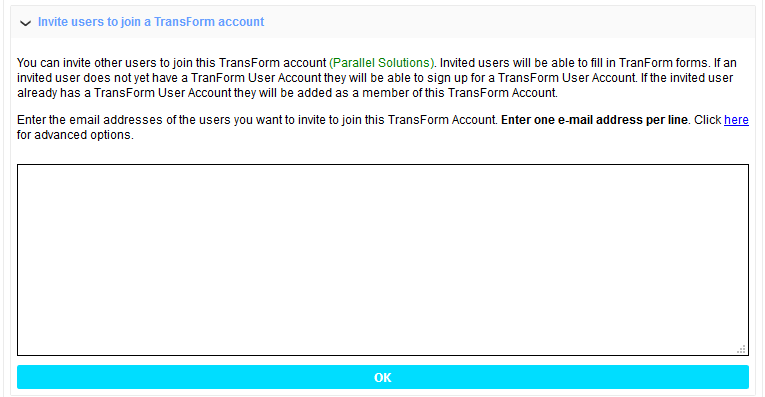 Invite users to join a TransForm account
You can invite other users to join this TransForm account (Parallel Solutions). Invited users will be able to fill in TranForm forms. If an
invited user does not yet have a TranForm User Account they will be able to sign up for a TransForm User Account. If the invited user
already has a TransForm User Account they will be added as a member of this TransForm Account.
Enter the email addresses of the users you want to invite to join this TransForm Account. Enter one e-mail address per line. Click here
for advanced options.
OK